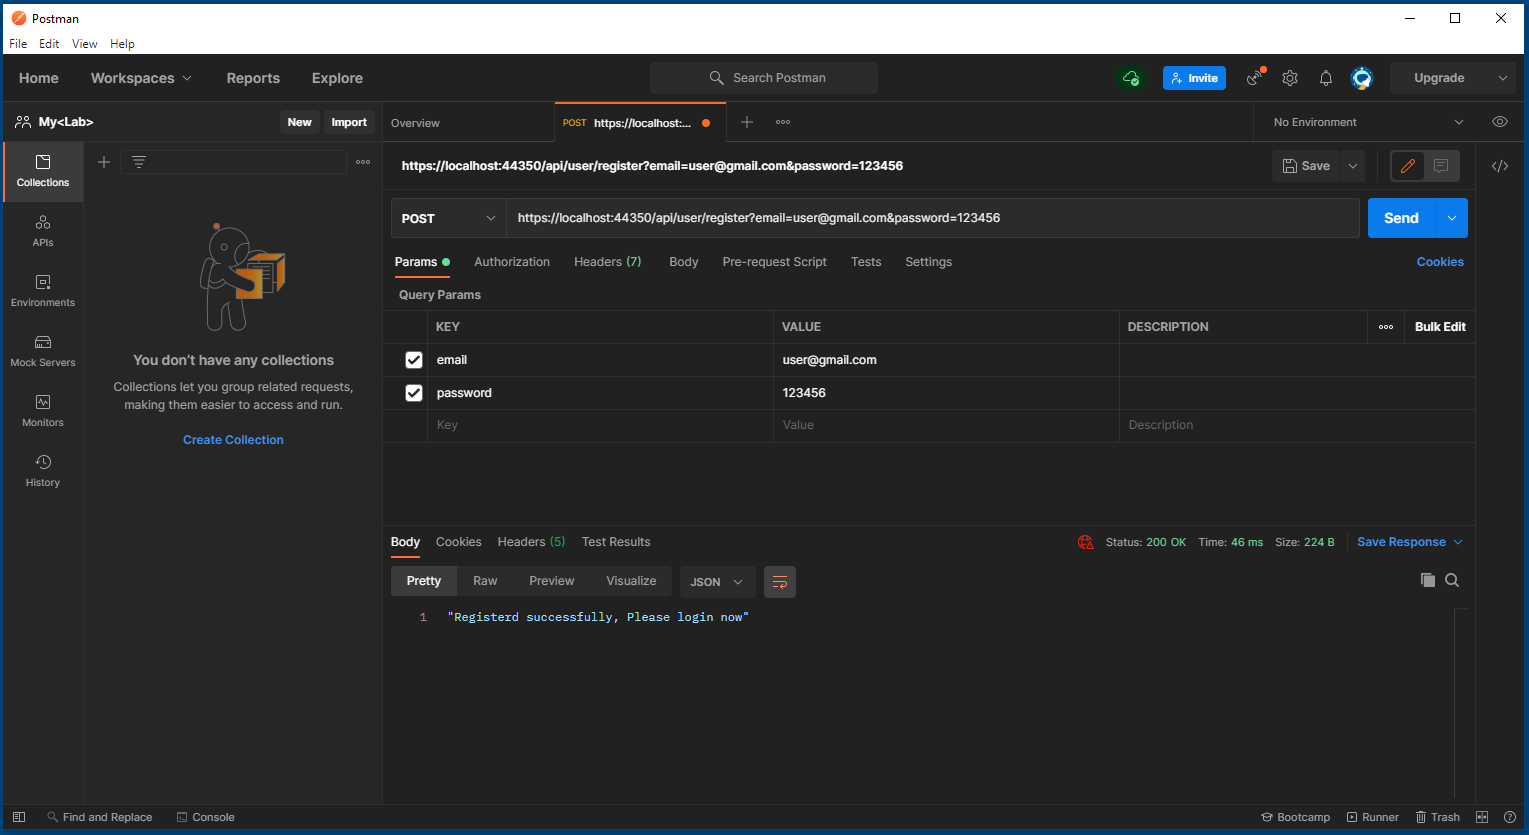 Postman
File Edit View Help
Home Workspaces Reports Explore Search Postman Invite Upgrade
My<Lab> New Import
Overview POST https://localhost:... No Environment
Collections
APIs
Environments
Mock Servers
Monitors
History
You don't have any collections
Collections let you group related requests,
making them easier to access and run.
Create Collection
https://localhost:44350/api/user/register?email=user@gmail.com&password=123456 Save
POST https://localhost:44350/api/user/register?email=user@gmail.com&password=123456 Send
Params Authorization Headers (7) Body Pre-request Script Tests Settings Cookies
Query Params
KEY VALUE DESCRIPTION Bulk Edit
email user@gmail.com
password 123456
Key Value Description
Body Cookies Headers (5) Test Results Status: 200 OK Time: 46 ms Size: 224 B Save Response
Pretty Raw Preview Visualize JSON
1 "Registerd successfully, Please login now"
Find and Replace Console Bootcamp Runner Trash